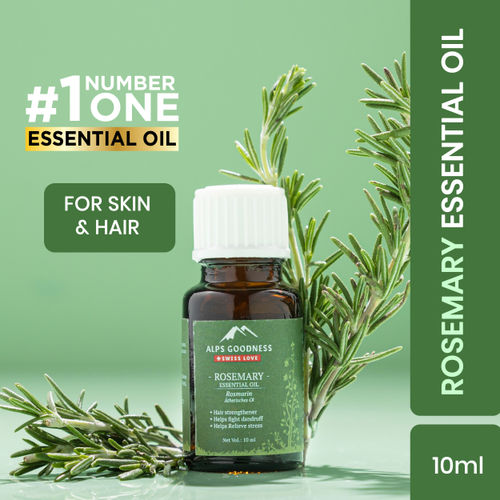 #1 NUMBER ONE
ESSENTIAL OIL
FOR SKIN
& HAIR
ALPS GOODNESS
SWISS LOVE
- ROSEMARY -
ESSENTIAL OIL
Rosmarin
Ätherisches Öl
• Hair strengthener
• Helps fight dandruff
• Helps Relieve stress
Net Vol.: 10 ml
ROSEMARY ESSENTIAL OIL
10ml